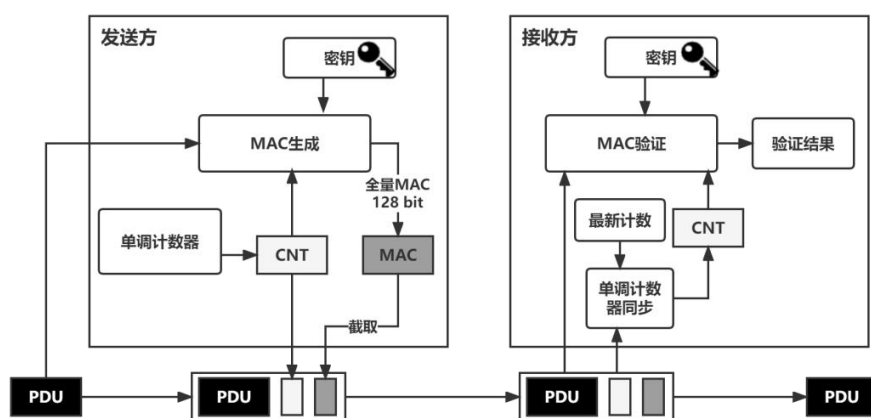 发送方
密钥
MAC生成
全量MAC
128 bit
单调计数器
CNT
MAC
截取
PDU
PDU
接收方
密钥
MAC验证
验证结果
最新计数
CNT
单调计数
器同步
PDU
PDU